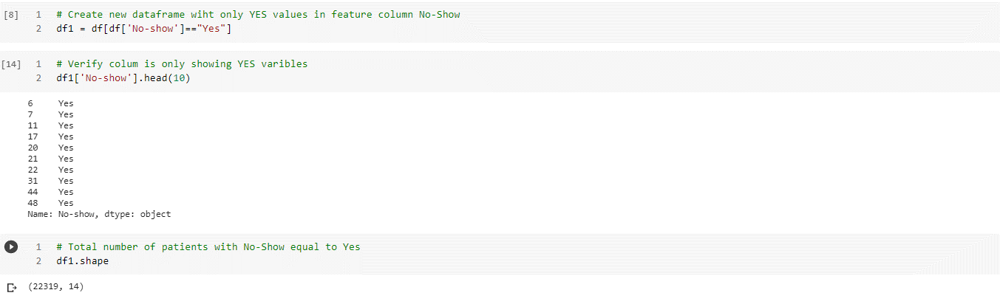 [8] 1 # Create new dataframe wiht only YES values in feature column No-Show
2 df1 = df[df['No-show']=="Yes"]
[14] 1 # Verify colum is only showing YES varibles
2 df1['No-show'].head(10)
6 Yes
7 Yes
11 Yes
17 Yes
20 Yes
21 Yes
22 Yes
31 Yes
44 Yes
48 Yes
Name: No-show, dtype: object
1 # Total number of patients with No-Show equal to Yes
2 df1.shape
(22319, 14)